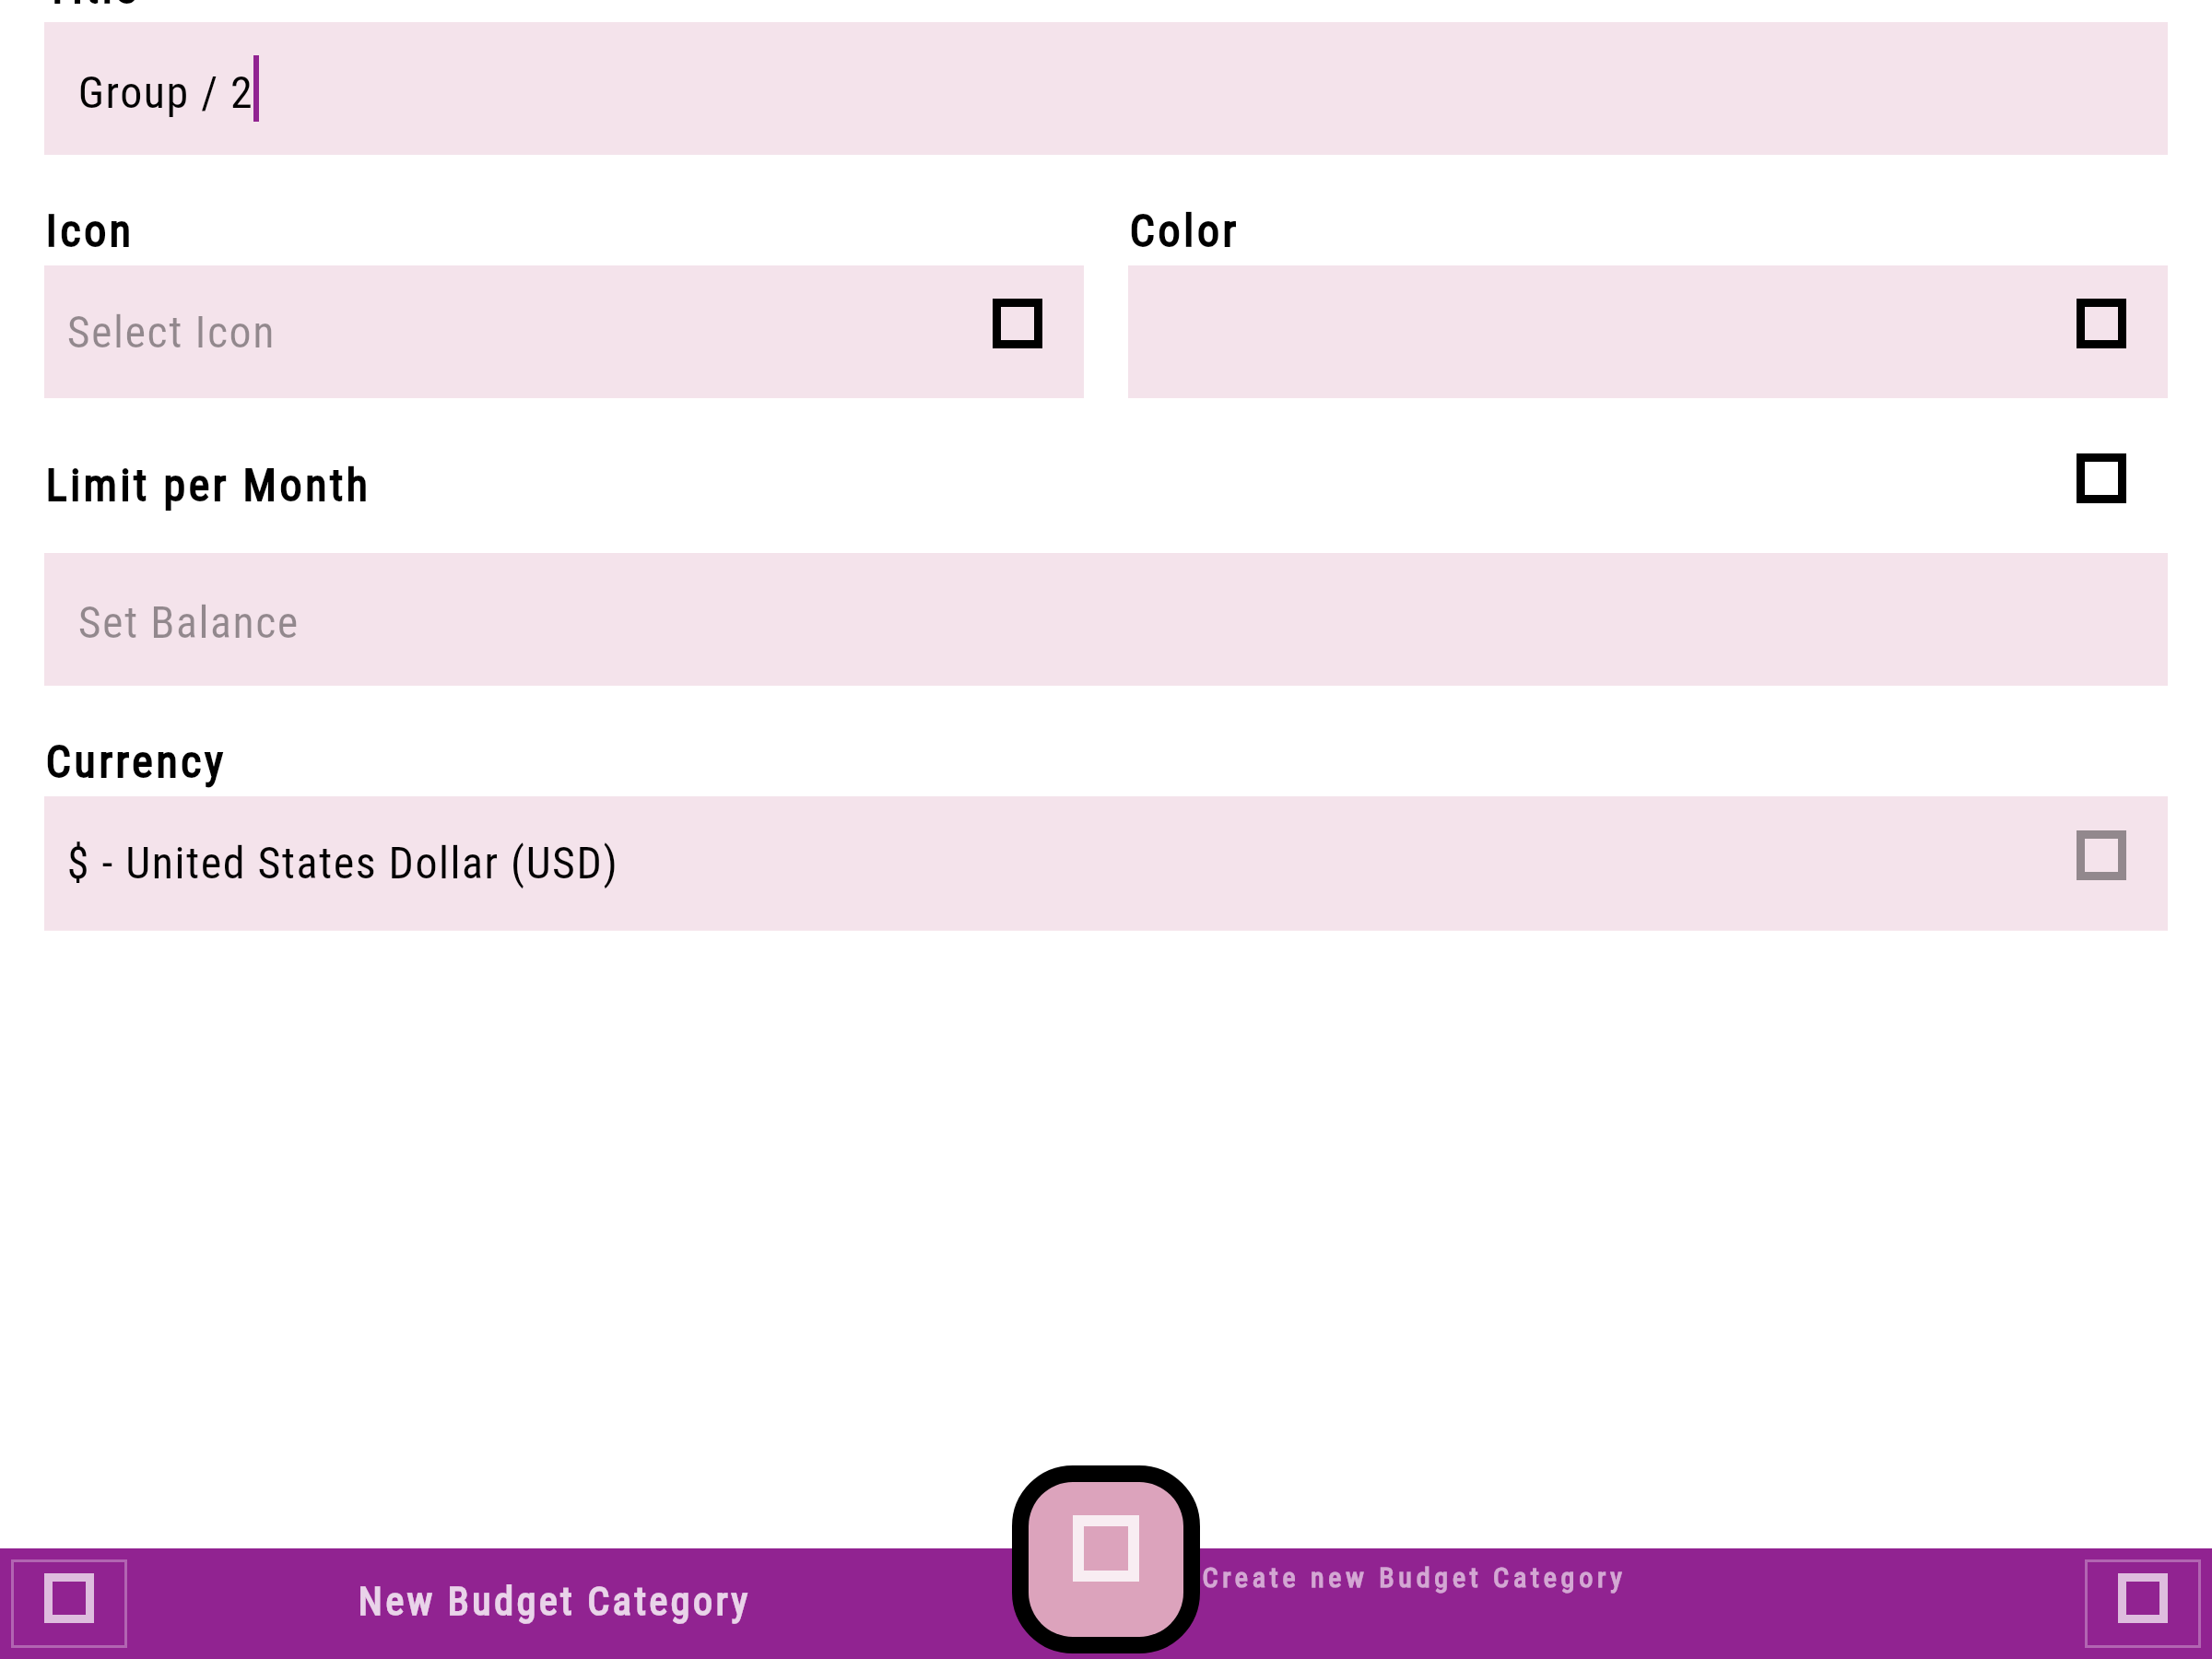 Group / 2
Icon
Color
Select Icon
Limit per Month
Set Balance
Currency
$ - United States Dollar (USD)
New Budget Category
Create new Budget Category